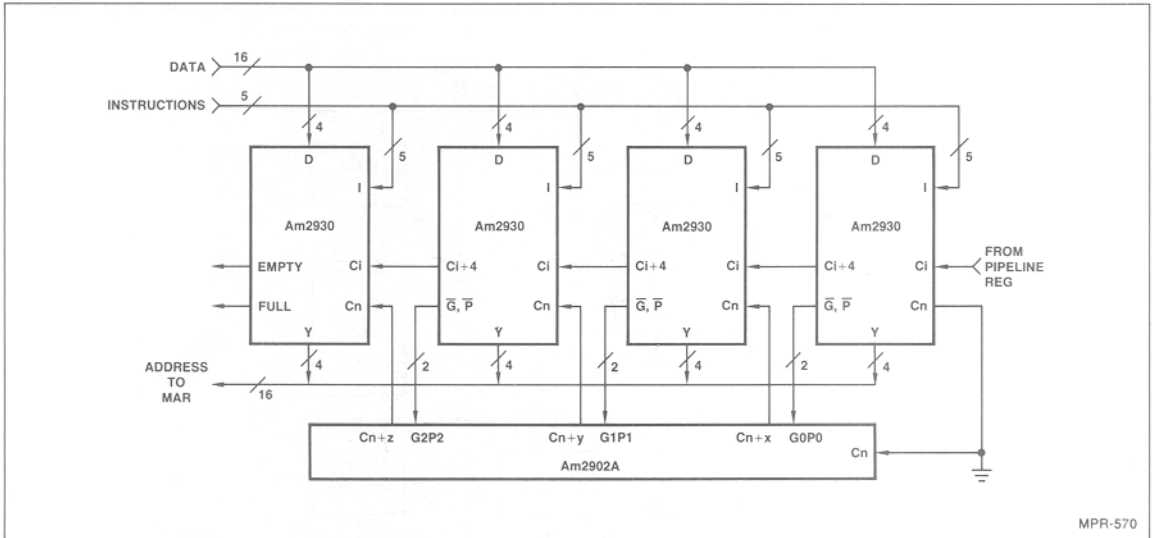 DATA 16
INSTRUCTIONS 5
4 4 4 4
5 5 5 5
D D D D
I I I I
Am2930 Am2930 Am2930 Am2930
FROM
PIPELINE
REG
EMPTY Ci Ci+4 Ci Ci+4 Ci Ci+4 Ci
FULL Cn G̅, P̅ Cn G̅, P̅ Cn G̅, P̅ Cn
Y Y Y Y
4 2 4 2 4 2 4
ADDRESS
TO
MAR
16
Cn+z G2P2 Cn+y G1P1 Cn+x G0P0
Cn
Am2902A
MPR-570